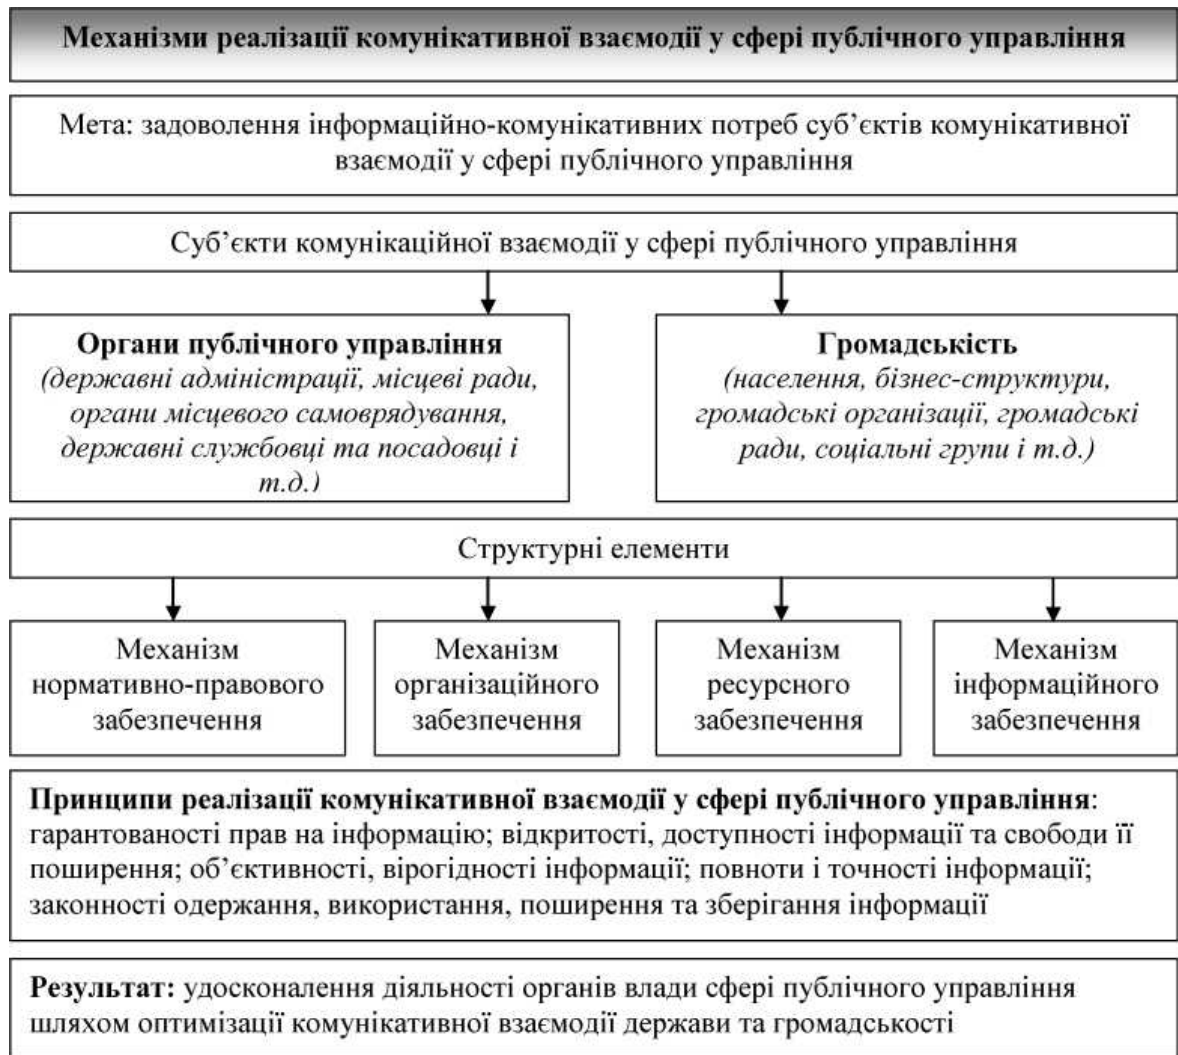 Механізми реалізації комунікативної взаємодії у сфері публічного управління
Мета: задоволення інформаційно-комунікативних потреб суб’єктів комунікативної
взаємодії у сфері публічного управління
Суб’єкти комунікаційної взаємодії у сфері публічного управління
Органи публічного управління
(державні адміністрації, місцеві ради,
органи місцевого самоврядування,
державні службовці та посадовці і
т.д.)
Громадськість
(населення, бізнес-структури,
громадські організації, громадські
ради, соціальні групи і т.д.)
Структурні елементи
Механізм
нормативно-правового
забезпечення
Механізм
організаційного
забезпечення
Механізм
ресурсного
забезпечення
Механізм
інформаційного
забезпечення
Принципи реалізації комунікативної взаємодії у сфері публічного управління:
гарантованості прав на інформацію; відкритості, доступності інформації та свободи її
поширення; об’єктивності, вірогідності інформації; повноти і точності інформації;
законності одержання, використання, поширення та зберігання інформації
Результат: удосконалення діяльності органів влади сфері публічного управління
шляхом оптимізації комунікативної взаємодії держави та громадськості